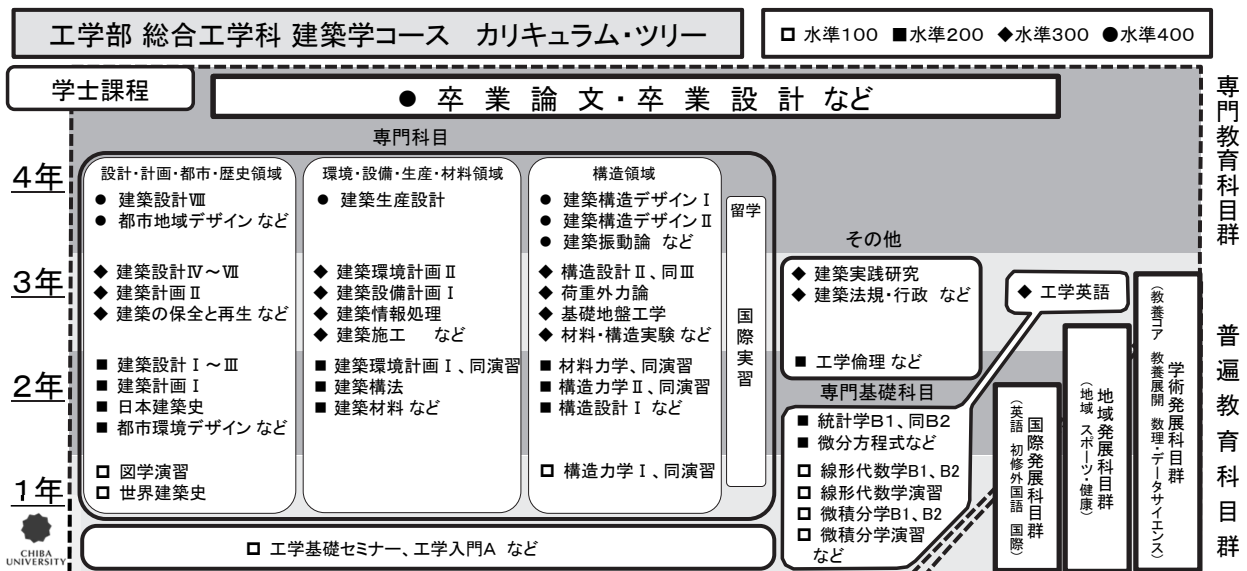 工学部 総合工学科 建築学コース カリキュラム・ツリー
□ 水準100 ■水準200 ◆水準300 ●水準400
学士課程
● 卒 業 論 文・卒 業 設 計 など
専門科目
4年
3年
2年
1年
設計・計画・都市・歴史領域
● 建築設計Ⅷ
● 都市地域デザイン など
◆ 建築設計Ⅳ～Ⅶ
◆ 建築計画Ⅱ
◆ 建築の保全と再生 など
■ 建築設計Ⅰ～Ⅲ
■ 建築計画Ⅰ
■ 日本建築史
■ 都市環境デザイン など
□ 図学演習
□ 世界建築史
環境・設備・生産・材料領域
● 建築生産設計
◆ 建築環境計画Ⅱ
◆ 建築設備計画Ⅰ
◆ 建築情報処理
◆ 建築施工 など
■ 建築環境計画Ⅰ、同演習
■ 建築構法
■ 建築材料 など
構造領域
● 建築構造デザインⅠ
● 建築構造デザインⅡ
● 建築振動論 など
◆ 構造設計Ⅱ、同Ⅲ
◆ 荷重外力論
◆ 基礎地盤工学
◆ 材料・構造実験 など
■ 材料力学、同演習
■ 構造力学Ⅱ、同演習
■ 構造設計Ⅰ など
□ 構造力学Ⅰ、同演習
留学
国際実習
□ 工学基礎セミナー、工学入門A など
その他
◆ 建築実践研究
◆ 建築法規・行政 など
■ 工学倫理 など
専門基礎科目
■ 統計学B1、同B2
■ 微分方程式など
□ 線形代数学B1、B2
□ 線形代数学演習
□ 微積分学B1、B2
□ 微積分学演習
など
◆ 工学英語
国際発展科目群
（英語 初修外国語 国際）
地域発展科目群
（地域 スポーツ・健康）
学術発展科目群
（教養コア 教養展開 数理・データサイエンス）
専門教育科目群
普遍教育科目群
CHIBA
UNIVERSITY